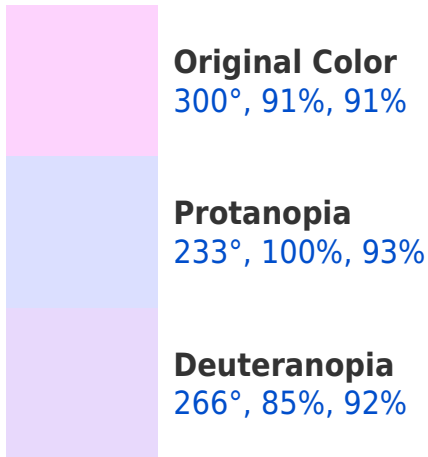 Original Color
300°, 91%, 91%
Protanopia
233°, 100%, 93%
Deuteranopia
266°, 85%, 92%